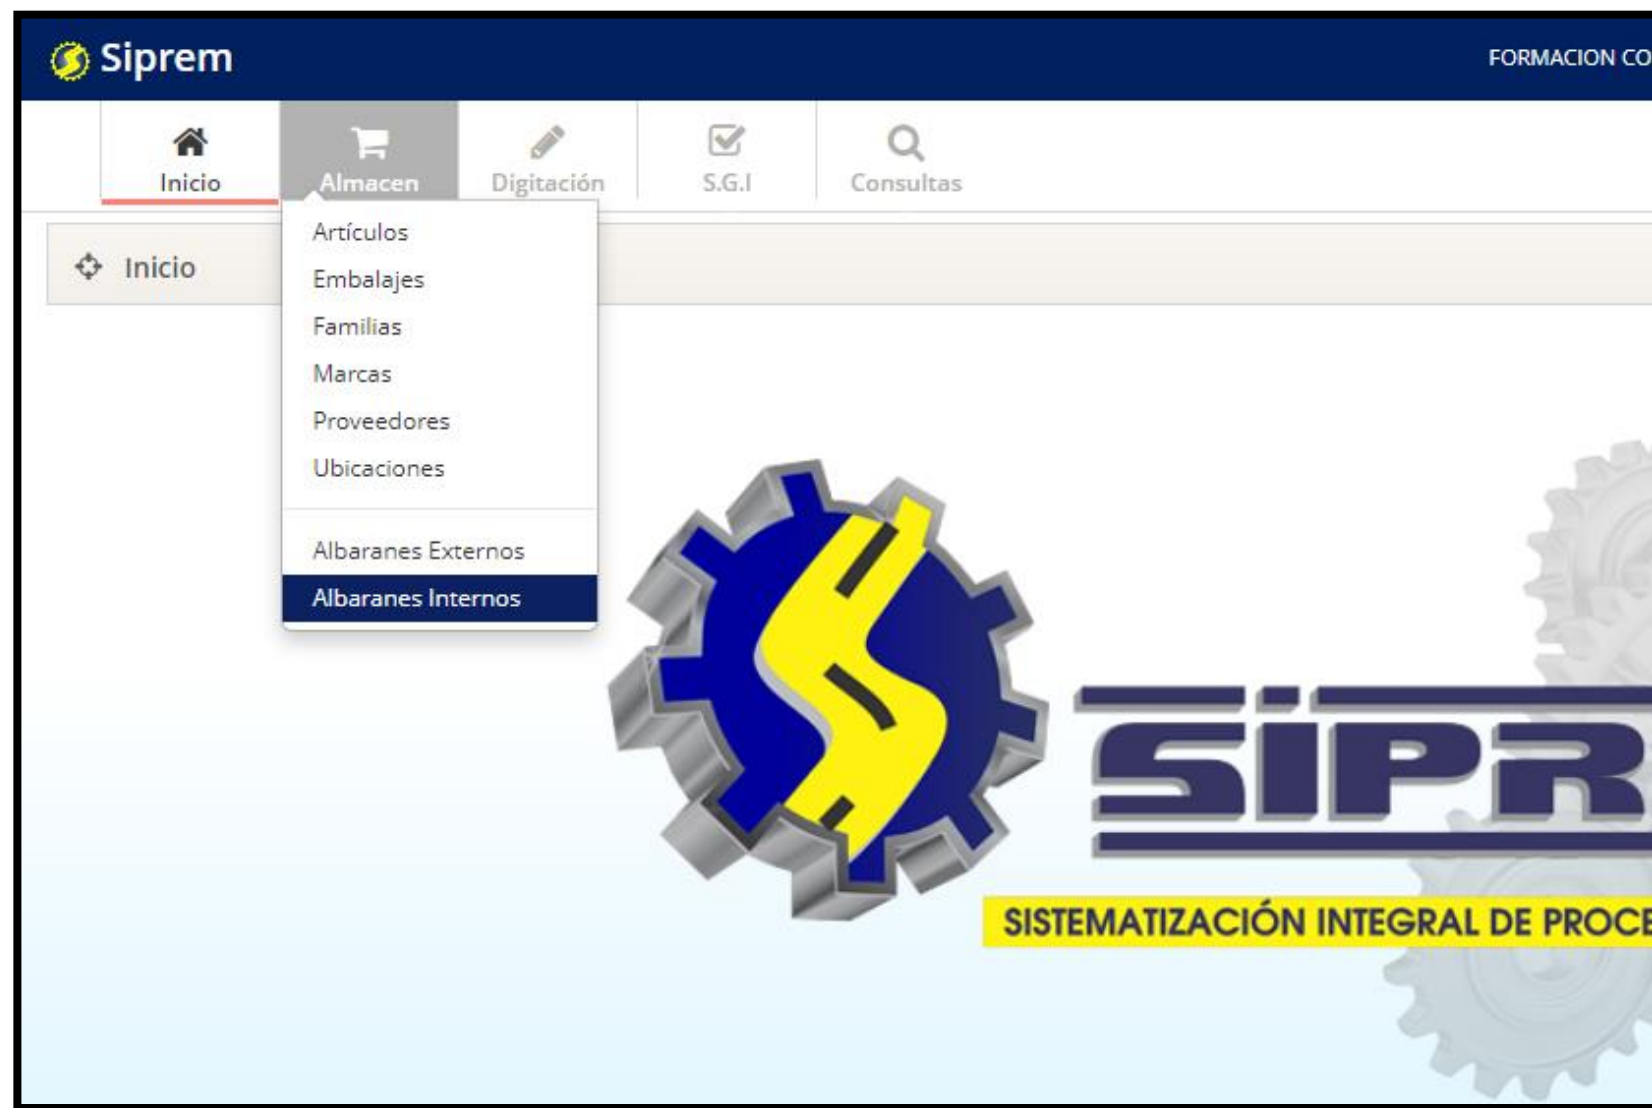 Siprem
FORMACION CO
Inicio
Almacen
Digitación
S.G.I
Consultas
Inicio
Artículos
Embalajes
Familias
Marcas
Proveedores
Ubicaciones
Albaranes Externos
Albaranes Internos
SIPR
SISTEMATIZACIÓN INTEGRAL DE PROCE